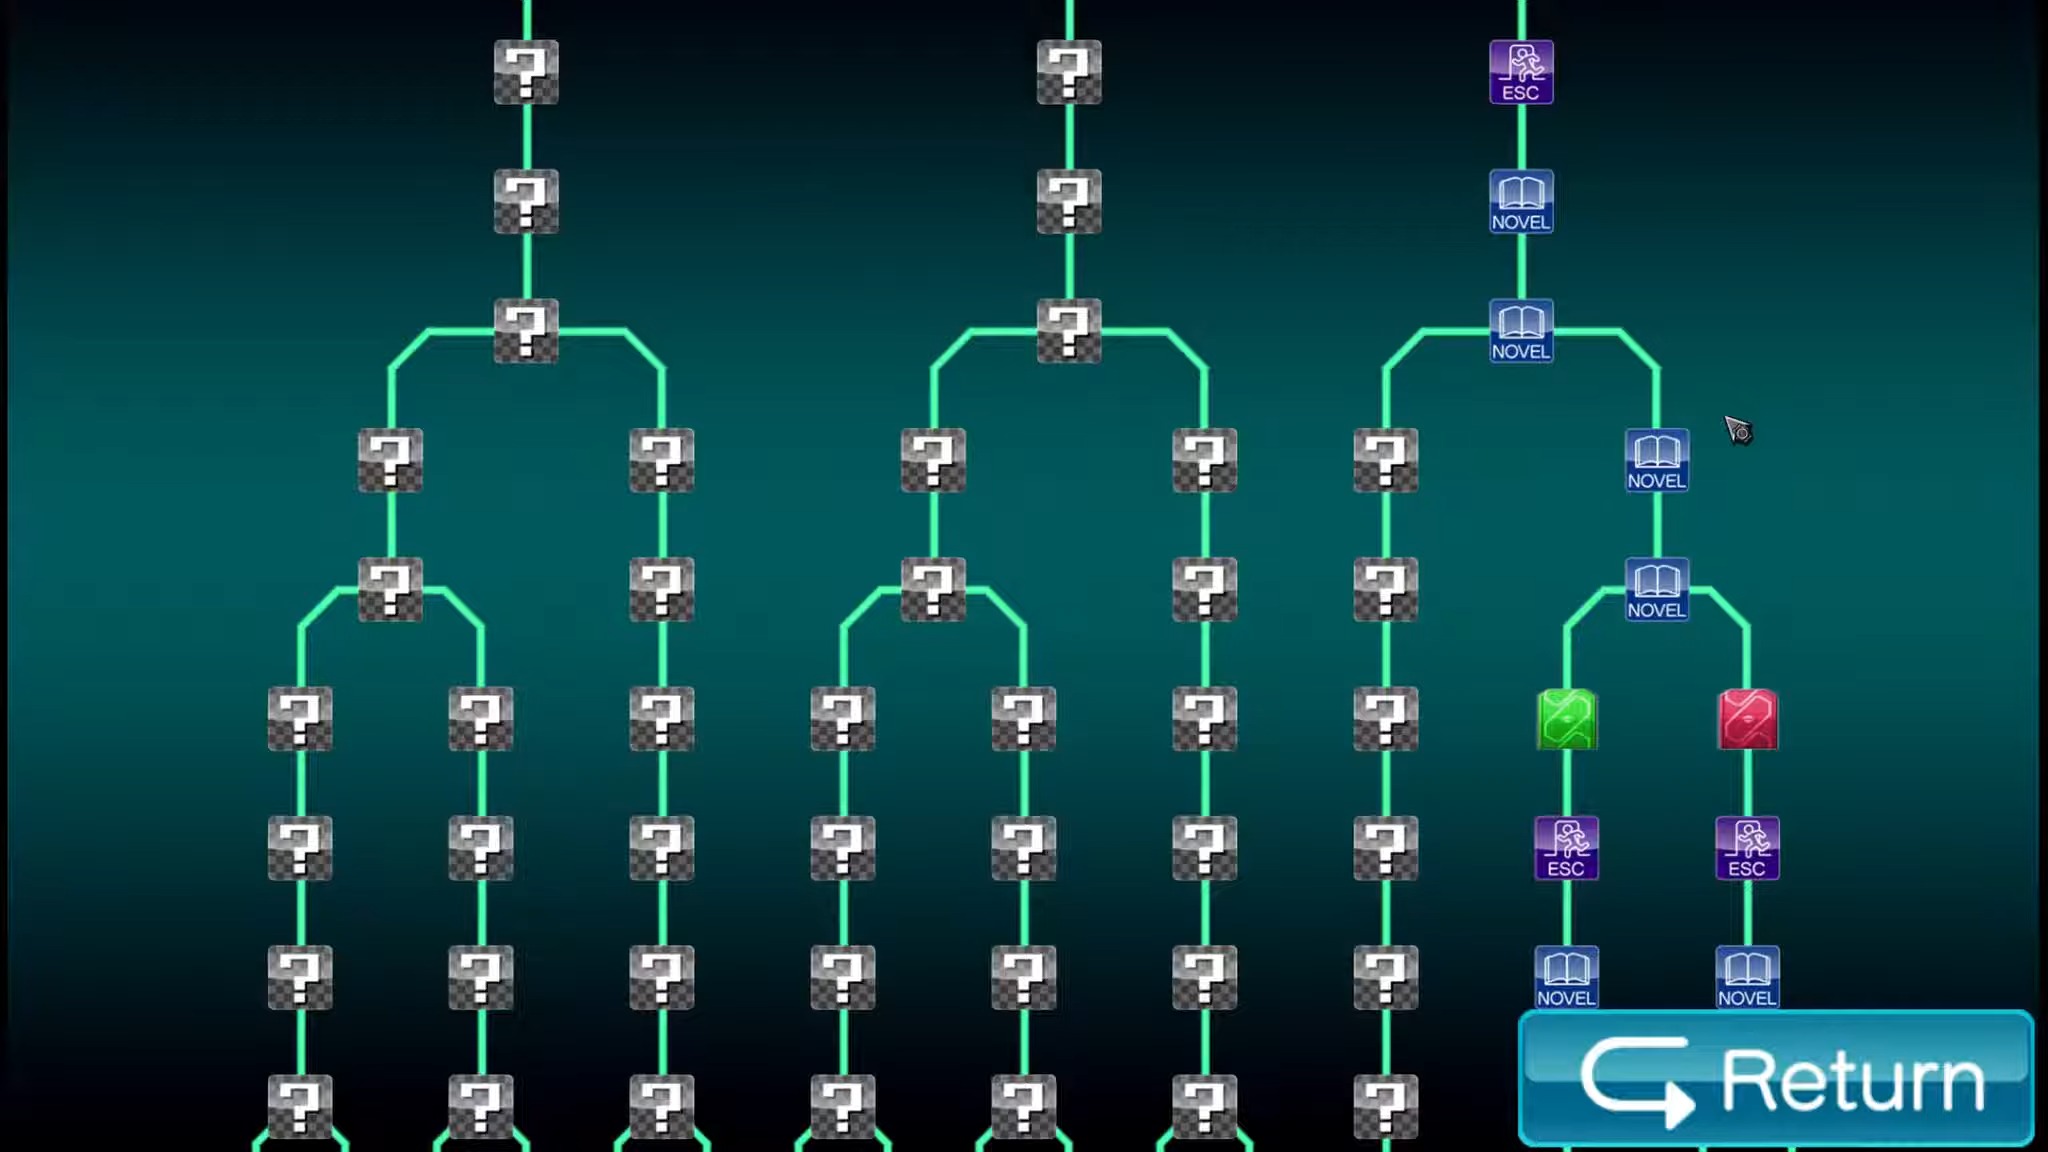 ? ? ESC
? ? NOVEL
? ? NOVEL
? ? ? ? ? NOVEL
? ? ? ? ? NOVEL
? ? ? ? ? ? ?
? ? ? ? ? ? ? ESC ESC
? ? ? ? ? ? ? NOVEL NOVEL
? ? ? ? ? ? ? Return